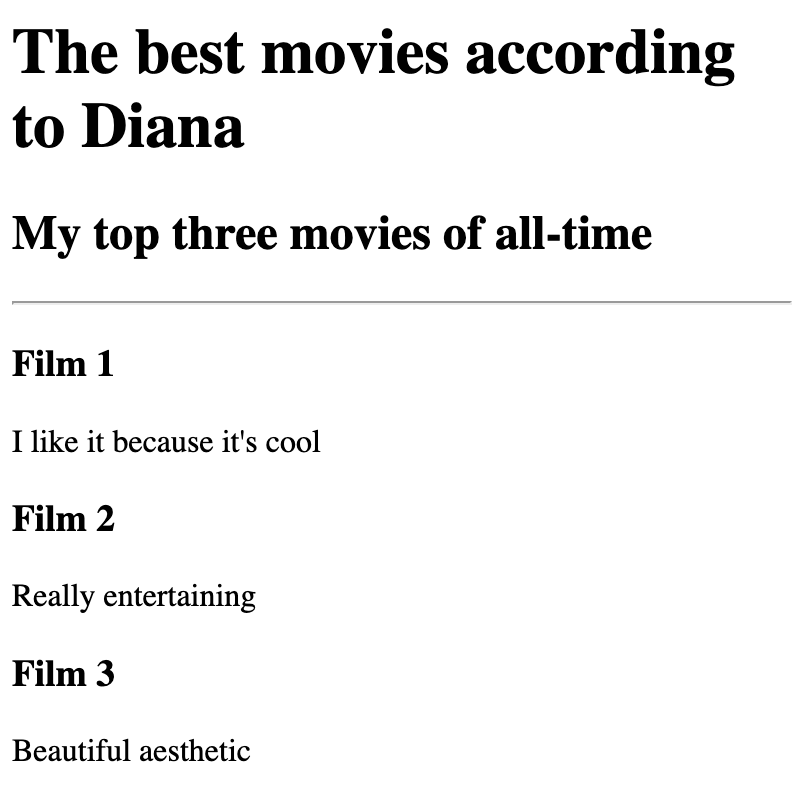 The best movies according
to Diana
My top three movies of all-time
Film 1
I like it because it's cool
Film 2
Really entertaining
Film 3
Beautiful aesthetic